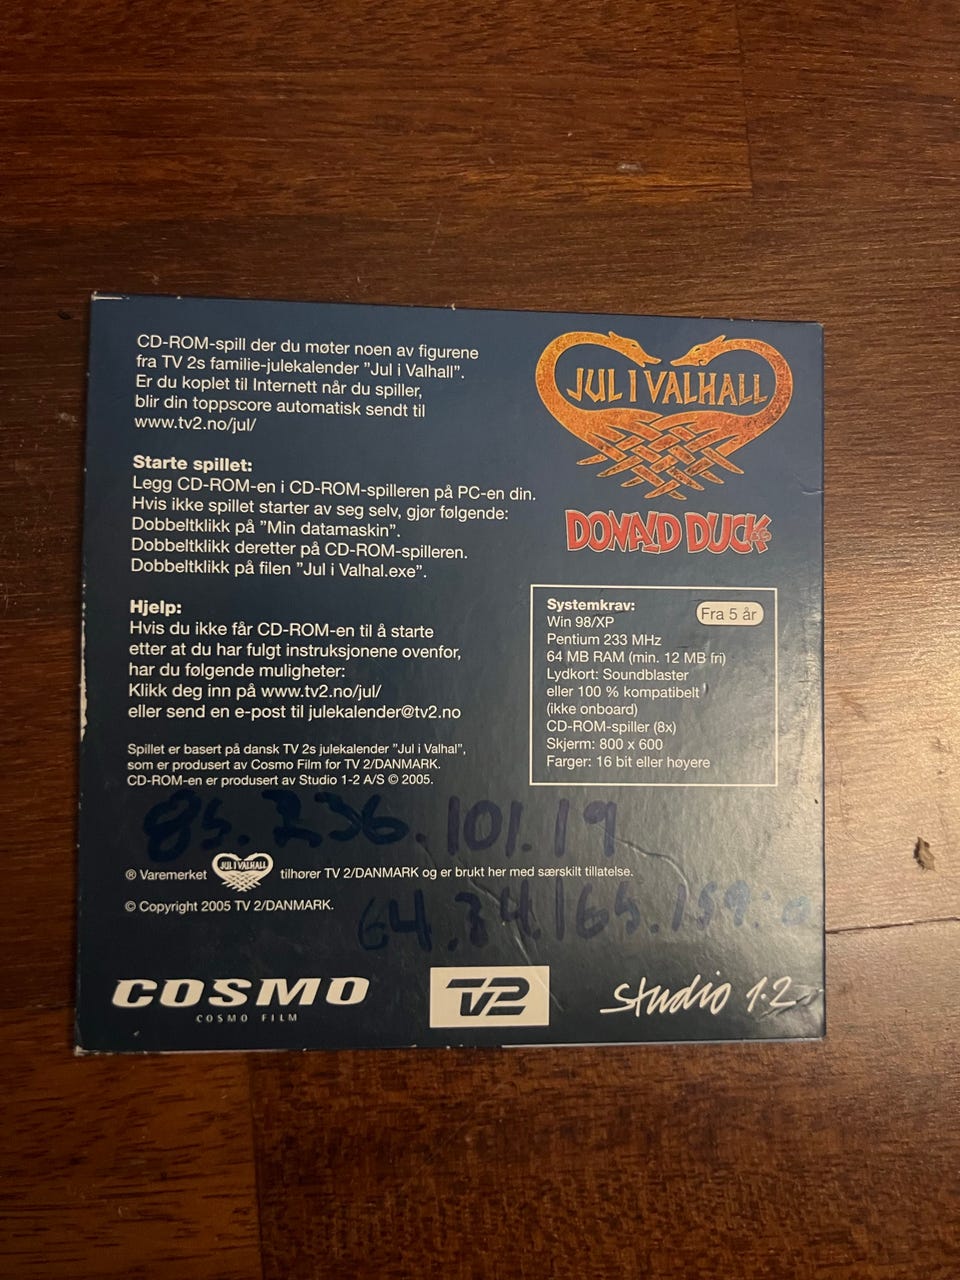 CD-ROM-spill der du møter noen av figurene
fra TV 2s familie-julekalender ”Jul i Valhall”.
Er du koplet til Internett når du spiller,
blir din toppscore automatisk sendt til
www.tv2.no/jul/
JUL I VALHALL
DONALD DUCK
Starte spillet:
Legg CD-ROM-en i CD-ROM-spilleren på PC-en din.
Hvis ikke spillet starter av seg selv, gjør følgende:
Dobbeltklikk på ”Min datamaskin”.
Dobbeltklikk deretter på CD-ROM-spilleren.
Dobbeltklikk på filen ”Jul i Valhal.exe”.
Hjelp:
Hvis du ikke får CD-ROM-en til å starte
etter at du har fulgt instruksjonene ovenfor,
har du følgende muligheter:
Klikk deg inn på www.tv2.no/jul/
eller send en e-post til julekalender@tv2.no
Systemkrav:
Fra 5 år
Win 98/XP
Pentium 233 MHz
64 MB RAM (min. 12 MB fri)
Lydkort: Soundblaster
eller 100 % kompatibelt
(ikke onboard)
CD-ROM-spiller (8x)
Skjerm: 800 x 600
Farger: 16 bit eller høyere
Spillet er basert på dansk TV 2s julekalender ”Jul i Valhal”,
som er produsert av Cosmo Film for TV 2/DANMARK.
CD-ROM-en er produsert av Studio 1-2 A/S © 2005.
85.236.101.19
® Varemerket JUL I VALHALL tilhører TV 2/DANMARK og er brukt her med særskilt tillatelse.
© Copyright 2005 TV 2/DANMARK.
COSMO
COSMO FILM
TV2
Studio 1-2